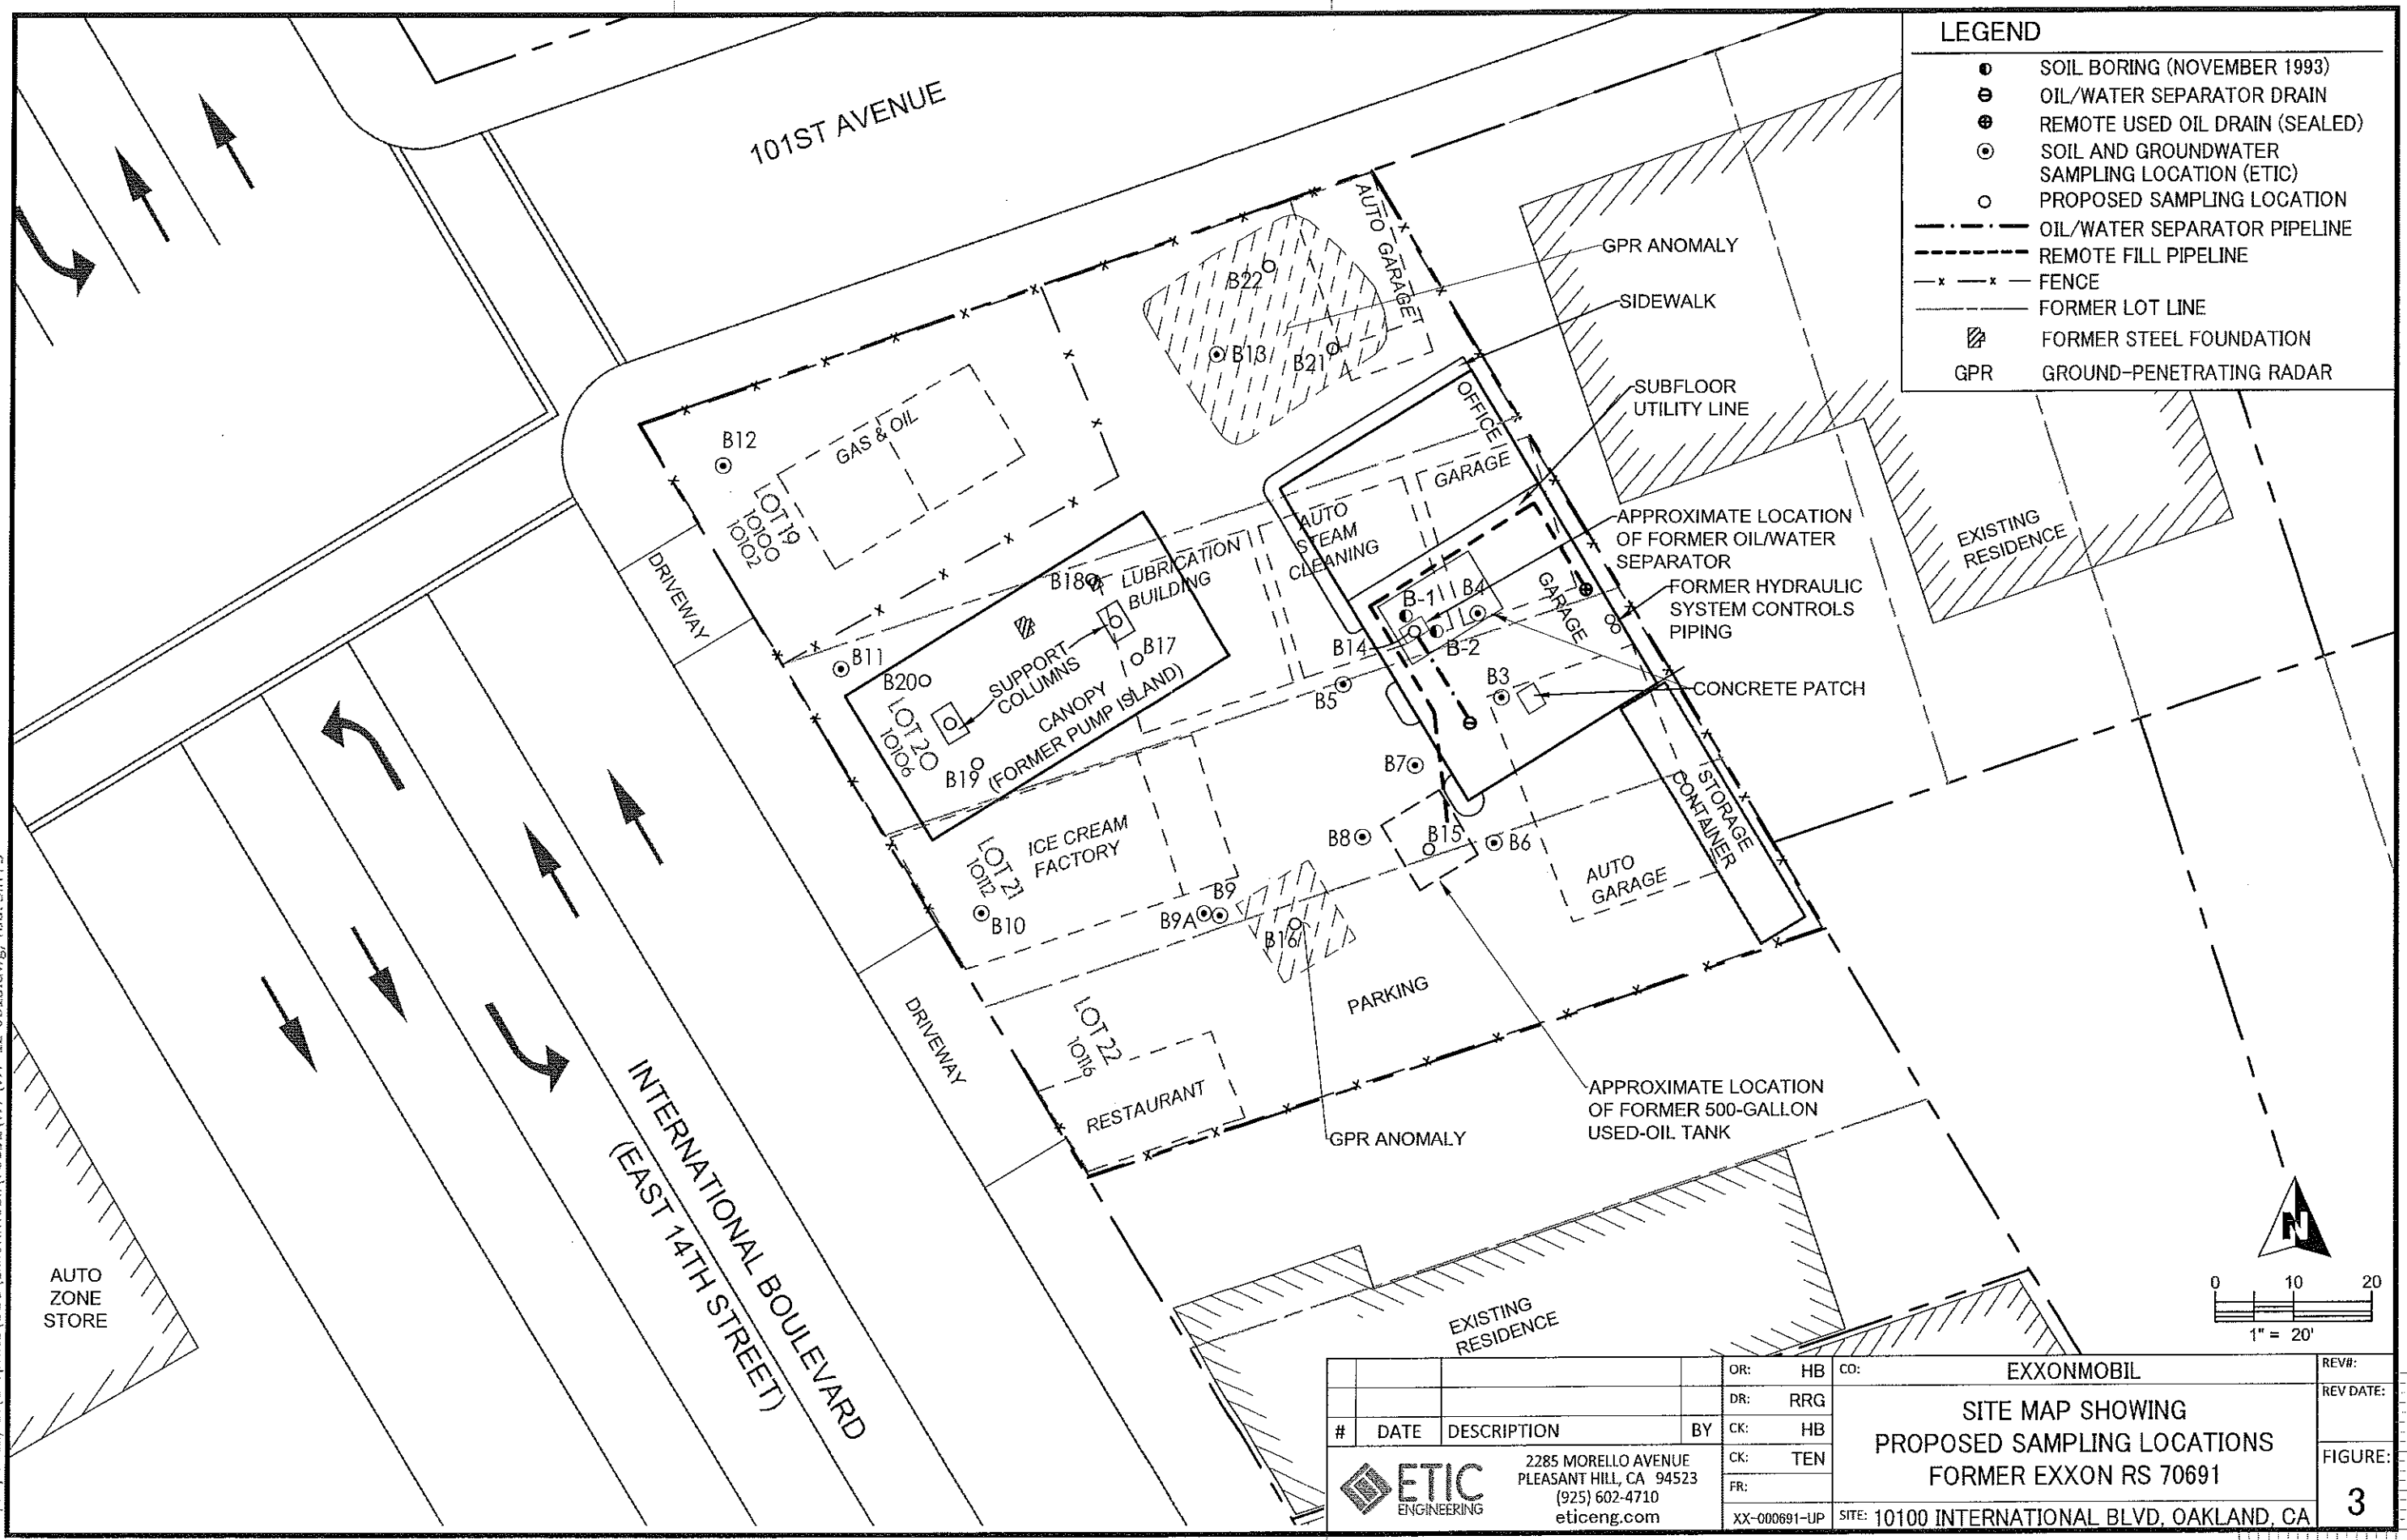 LEGEND
SOIL BORING (NOVEMBER 1993)
OIL/WATER SEPARATOR DRAIN
REMOTE USED OIL DRAIN (SEALED)
SOIL AND GROUNDWATER
SAMPLING LOCATION (ETIC)
PROPOSED SAMPLING LOCATION
OIL/WATER SEPARATOR PIPELINE
REMOTE FILL PIPELINE
FENCE
FORMER LOT LINE
FORMER STEEL FOUNDATION
GPR GROUND-PENETRATING RADAR
101ST AVENUE
AUTO GARAGE
GPR ANOMALY
SIDEWALK
SUBFLOOR
UTILITY LINE
APPROXIMATE LOCATION
OF FORMER OIL/WATER
SEPARATOR
FORMER HYDRAULIC
SYSTEM CONTROLS
PIPING
CONCRETE PATCH
EXISTING
RESIDENCE
B22
B13
B21
OFFICE
GARAGE
B12
GAS & OIL
LOT 19
10100
10102
AUTO
STEAM
CLEANING
DRIVEWAY
B18
LUBRICATION
BUILDING
B-1
B4
GARAGE
B14
B-2
B11
B17
B20
SUPPORT
COLUMNS
CANOPY
(FORMER PUMP ISLAND)
B5
B3
LOT 20
10106
B19
B7
STORAGE
CONTAINER
ICE CREAM
FACTORY
LOT 21
10112
B8
B15
B6
AUTO
GARAGE
B10
B9A
B9
B16
PARKING
DRIVEWAY
LOT 22
10116
RESTAURANT
GPR ANOMALY
APPROXIMATE LOCATION
OF FORMER 500-GALLON
USED-OIL TANK
INTERNATIONAL BOULEVARD
(EAST 14TH STREET)
AUTO
ZONE
STORE
EXISTING
RESIDENCE
N
0 10 20
1" = 20'
# DATE DESCRIPTION BY
OR: HB
DR: RRG
CK: HB
CK: TEN
FR:
XX-000691-UP
CO: EXXONMOBIL
SITE MAP SHOWING
PROPOSED SAMPLING LOCATIONS
FORMER EXXON RS 70691
SITE: 10100 INTERNATIONAL BLVD, OAKLAND, CA
REV#:
REV DATE:
FIGURE:
3
ETIC
ENGINEERING
2285 MORELLO AVENUE
PLEASANT HILL, CA 94523
(925) 602-4710
eticeng.com